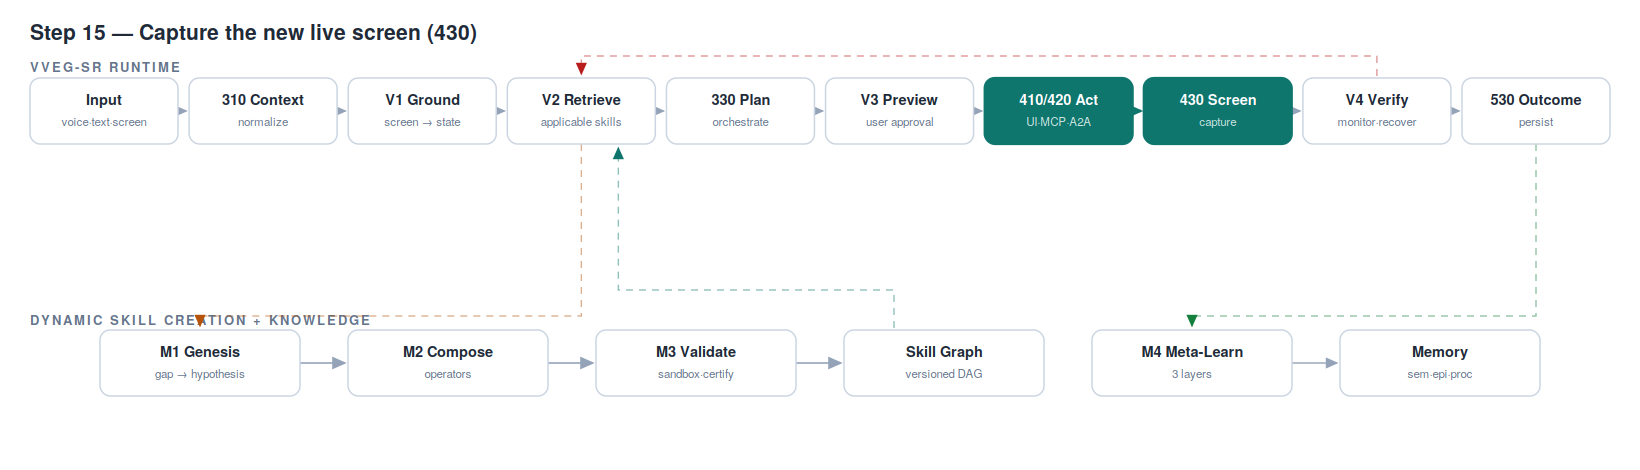 Step 15 — Capture the new live screen (430)
VVEG-SR RUNTIME
Input
voice·text·screen
310 Context
normalize
V1 Ground
screen → state
V2 Retrieve
applicable skills
330 Plan
orchestrate
V3 Preview
user approval
410/420 Act
UI·MCP·A2A
430 Screen
capture
V4 Verify
monitor·recover
530 Outcome
persist
DYNAMIC SKILL CREATION + KNOWLEDGE
M1 Genesis
gap → hypothesis
M2 Compose
operators
M3 Validate
sandbox·certify
Skill Graph
versioned DAG
M4 Meta-Learn
3 layers
Memory
sem·epi·proc